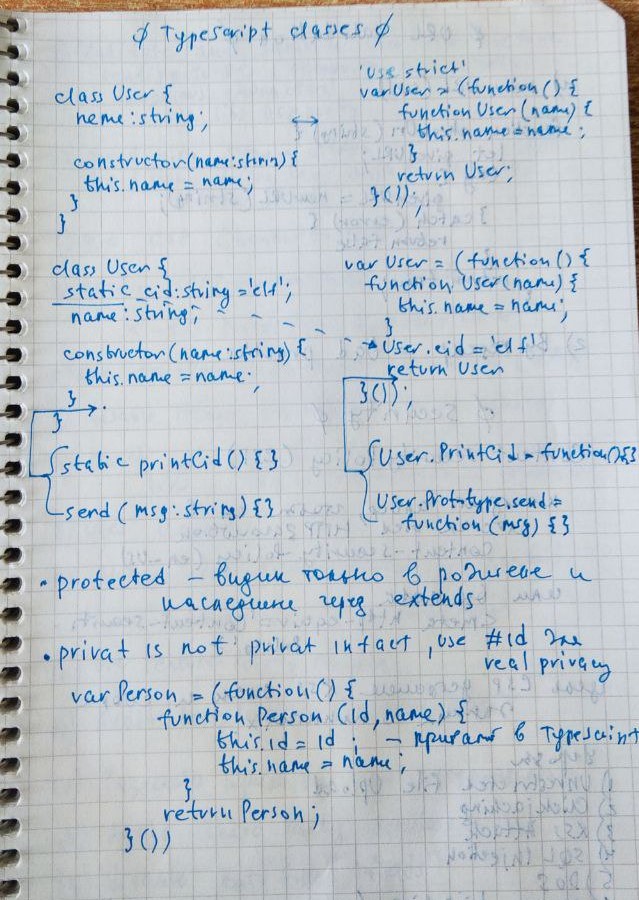 ∅ TypeScript classes ∅
class User {
neme: string;
constructor(name: string) {
this.name = name;
}
}
↔
'use strict'
var User = (function () {
function User (name) {
this.name = name;
}
return User;
}());
class User {
static cid: string = 'elf';
name: string;
constructor (name: string) {
this.name = name;
}
}
static printCid () { }
send (msg: string) { }
var User = (function () {
function User (name) {
this.name = name;
}
User.cid = 'elf'
return User
}());
User.PrintCid = function () { }
User.Prototype.send =
function (msg) { }
• protected – видим только в родителе и
наследнике через extends
• privat is not privat in fact, use #id для
real privacy
var Person = (function () {
function Person (id, name) {
this.id = id; – приват в Typescript
this.name = name;
}
return Person;
}())